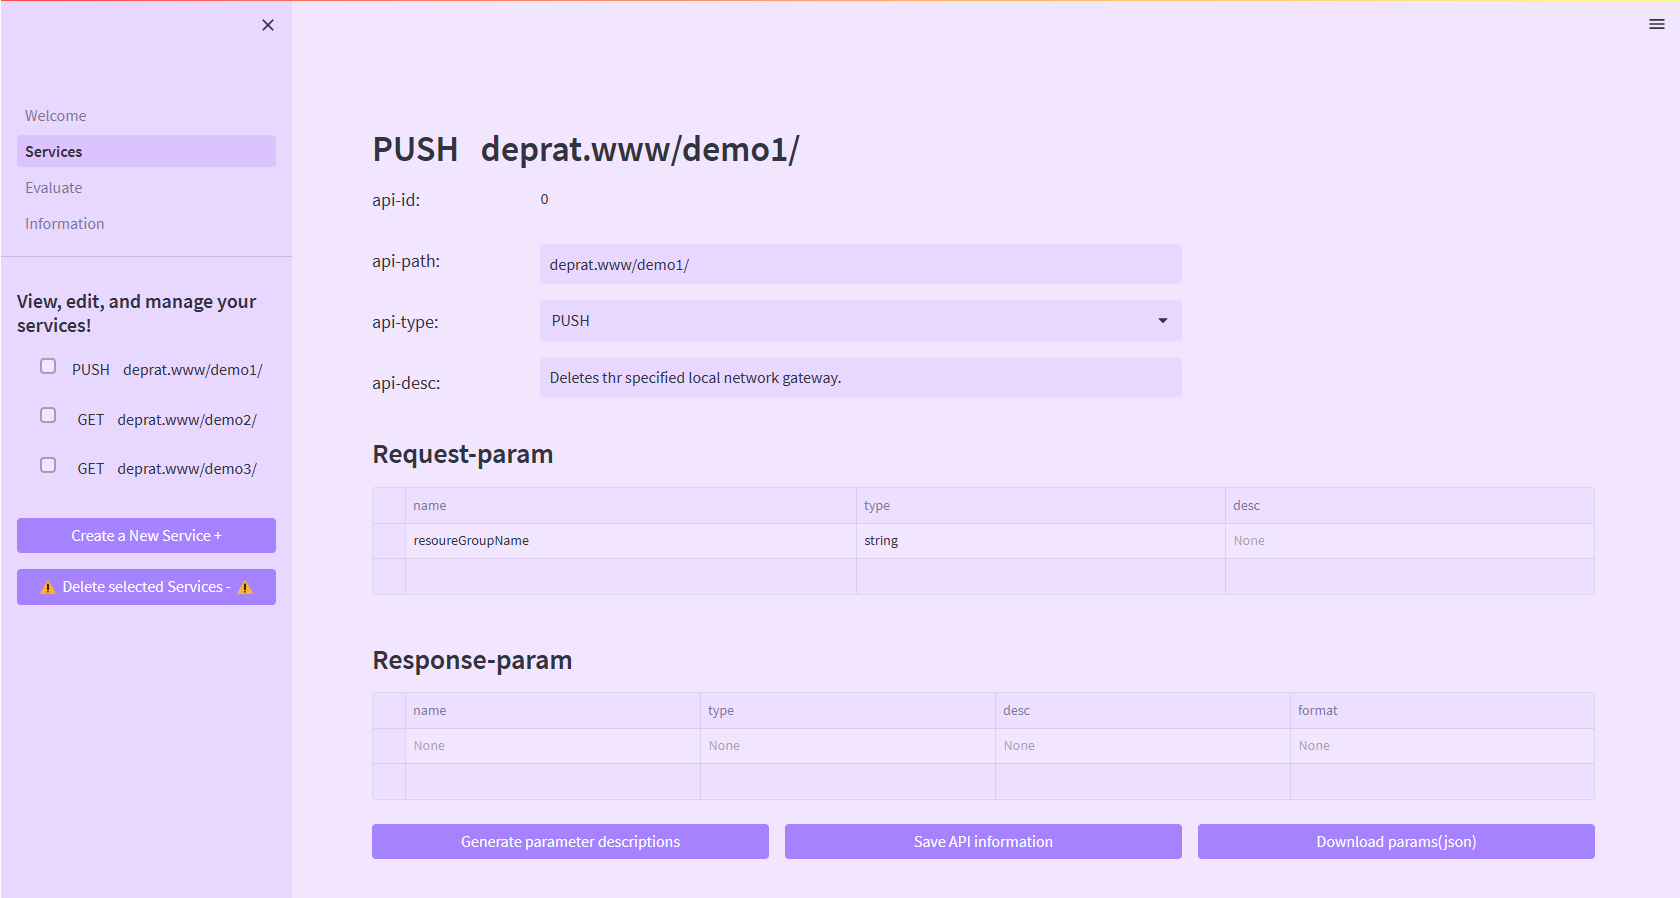 Welcome
Services
Evaluate
Information
View, edit, and manage your
services!
PUSH deprat.www/demo1/
GET deprat.www/demo2/
GET deprat.www/demo3/
Create a New Service +
⚠️ Delete selected Services - ⚠️
PUSH deprat.www/demo1/
api-id: 0
api-path: deprat.www/demo1/
api-type: PUSH
api-desc: Deletes thr specified local network gateway.
Request-param
name type desc
resoureGroupName string None
Response-param
name type desc format
None None None None
Generate parameter descriptions Save API information Download params(json)